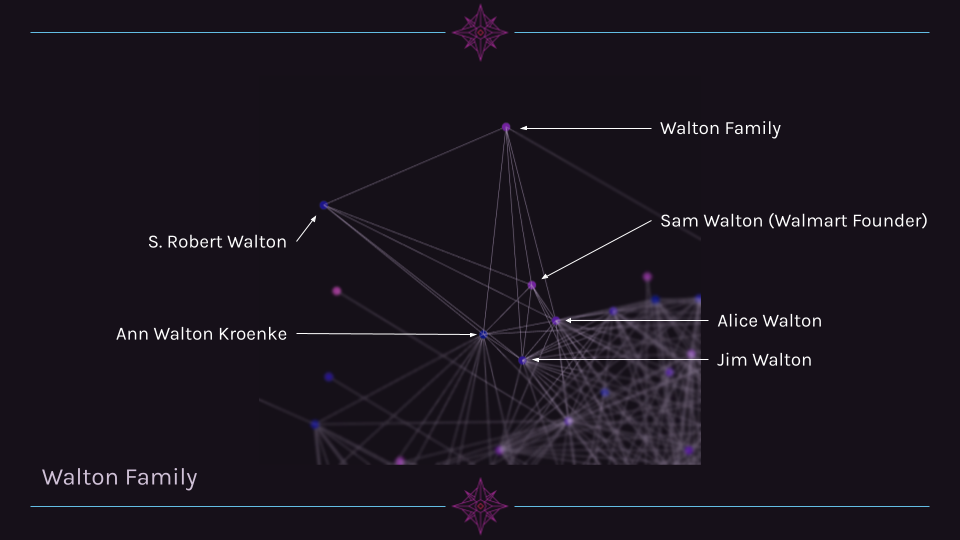 Walton Family
Sam Walton (Walmart Founder)
S. Robert Walton
Alice Walton
Ann Walton Kroenke
Jim Walton
Walton Family